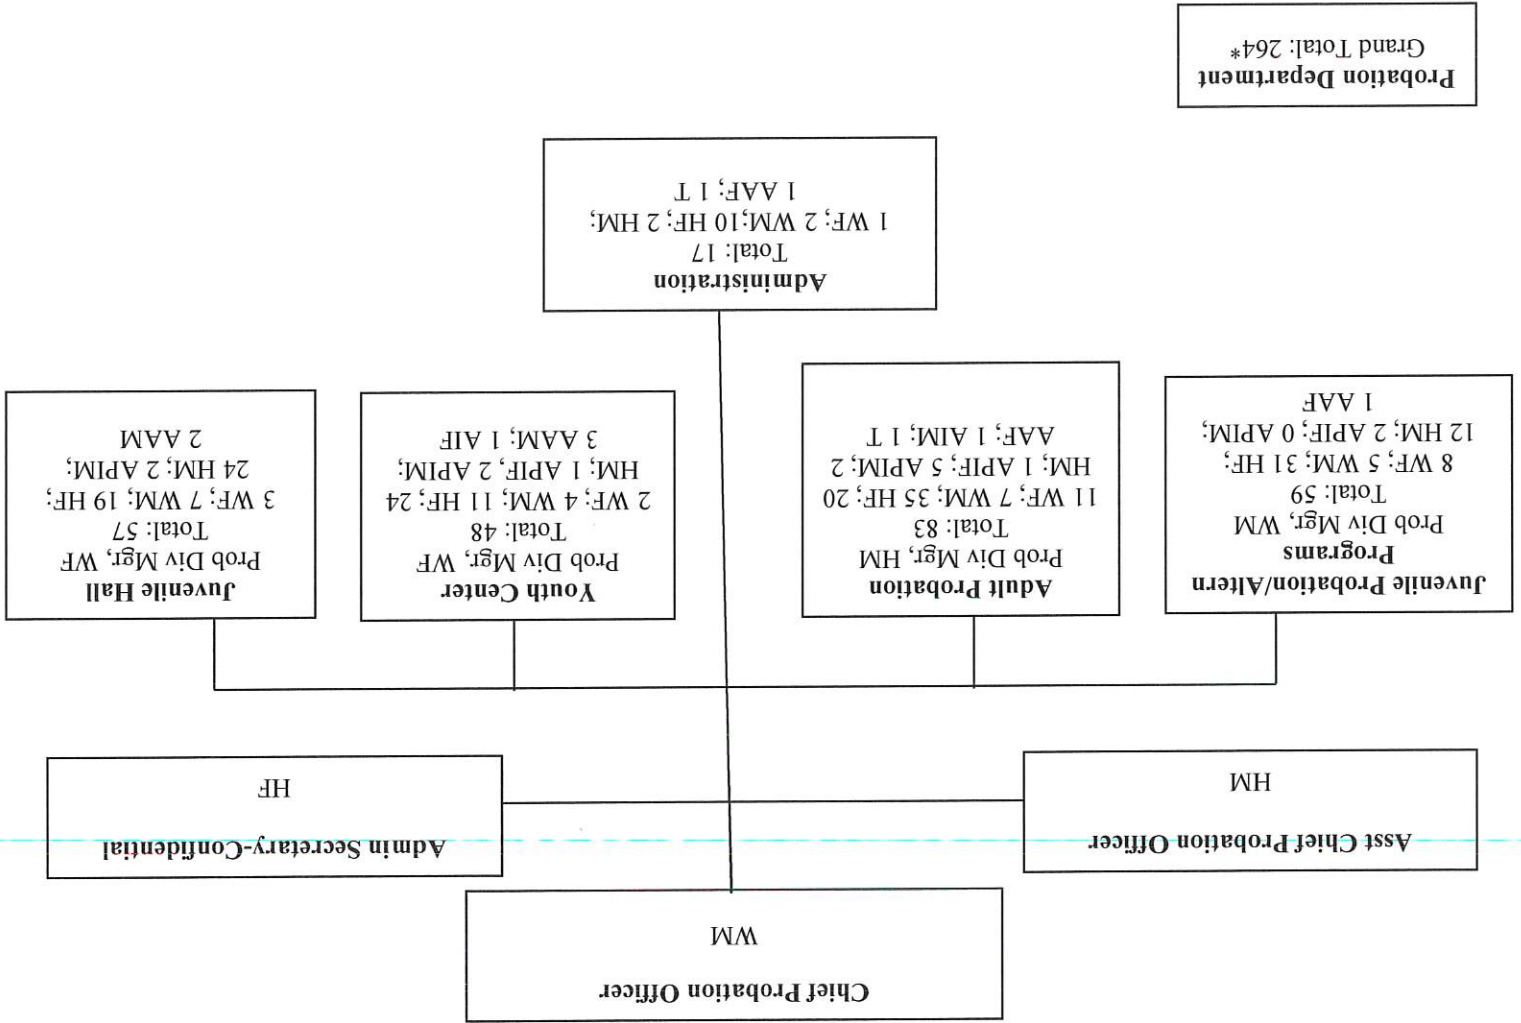 Chief Probation Officer
WM
Asst Chief Probation Officer
HM
Admin Secretary-Confidential
HF
Juvenile Probation/Altern
Programs
Prob Div Mgr, WM
Total: 59
8 WF; 5 WM; 31 HF;
12 HM; 2 APIF; 0 APIM;
1 AAF
Adult Probation
Prob Div Mgr, HM
Total: 83
11 WF; 7 WM; 35 HF; 20
HM; 1 APIF; 5 APIM; 2
AAF; 1 AIM; 1 T
Youth Center
Prob Div Mgr, WF
Total: 48
2 WF; 4 WM; 11 HF; 24
HM; 1 APIF, 2 APIM;
3 AAM; 1 AIF
Juvenile Hall
Prob Div Mgr, WF
Total: 57
3 WF; 7 WM; 19 HF;
24 HM; 2 APIM;
2 AAM
Administration
Total: 17
1 WF; 2 WM;10 HF; 2 HM;
1 AAF; 1 T
Probation Department
Grand Total: 264*